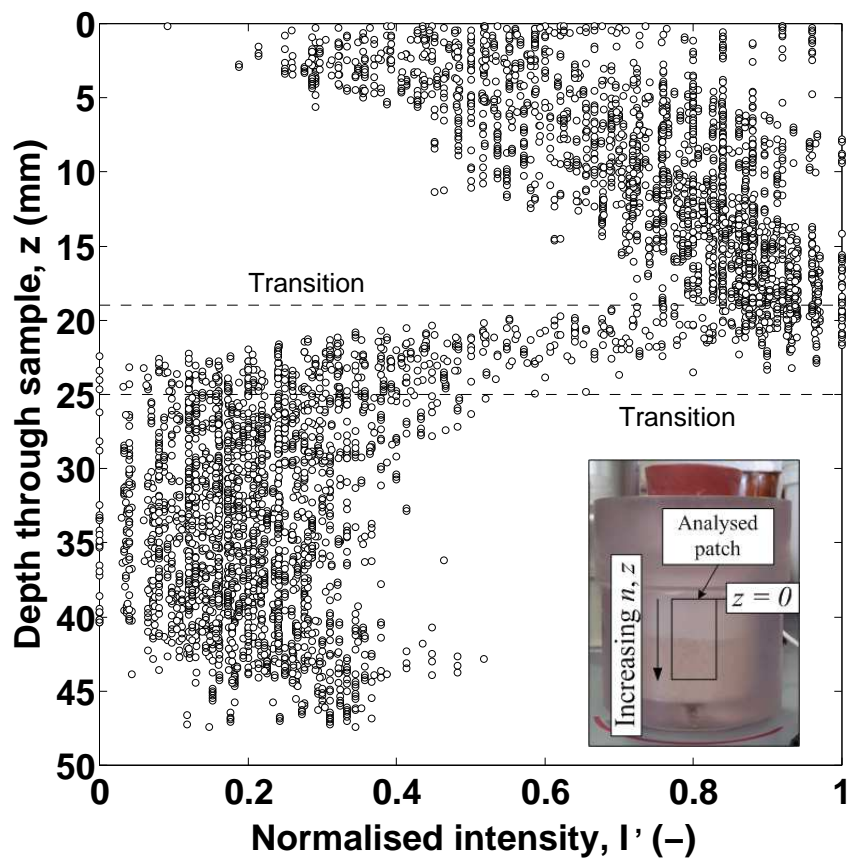 0
5
10
15
20
25
30
35
40
45
50
Depth through sample, z (mm)
Transition
Transition
Analysed
patch
z = 0
Increasing n, z
0
0.2
0.4
0.6
0.8
1
Normalised intensity, I ' (−)